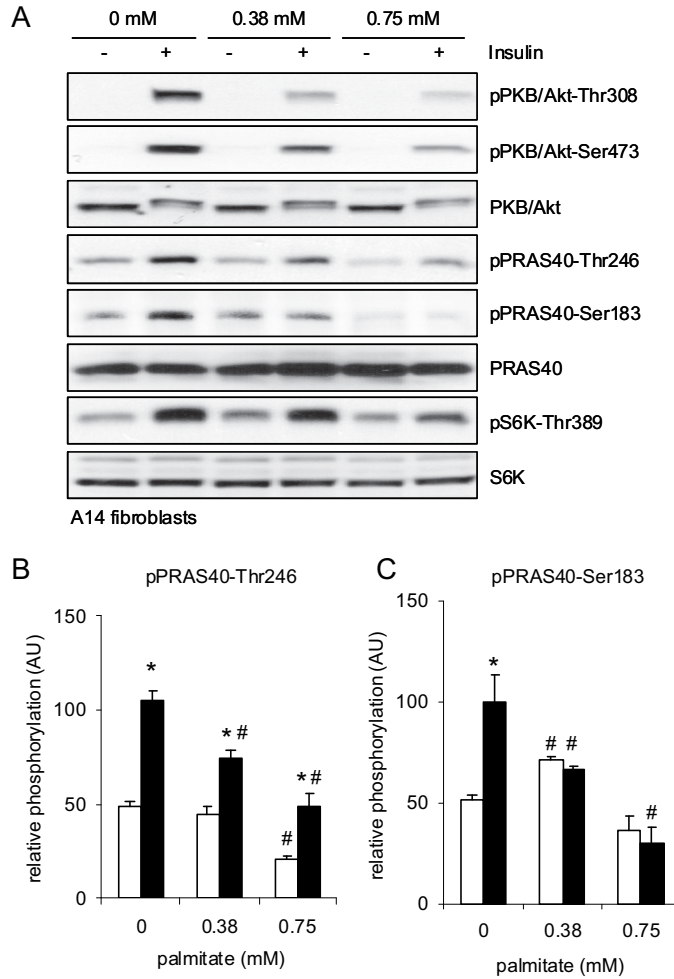 A
0 mM 0.38 mM 0.75 mM
- + - + - + Insulin
pPKB/Akt-Thr308
pPKB/Akt-Ser473
PKB/Akt
pPRAS40-Thr246
pPRAS40-Ser183
PRAS40
pS6K-Thr389
S6K
A14 fibroblasts
B
pPRAS40-Thr246
relative phosphorylation (AU)
150
100
50
0
*
* #
#
* #
0 0.38 0.75
palmitate (mM)
C
pPRAS40-Ser183
relative phosphorylation (AU)
150
100
50
0
*
# #
#
0 0.38 0.75
palmitate (mM)